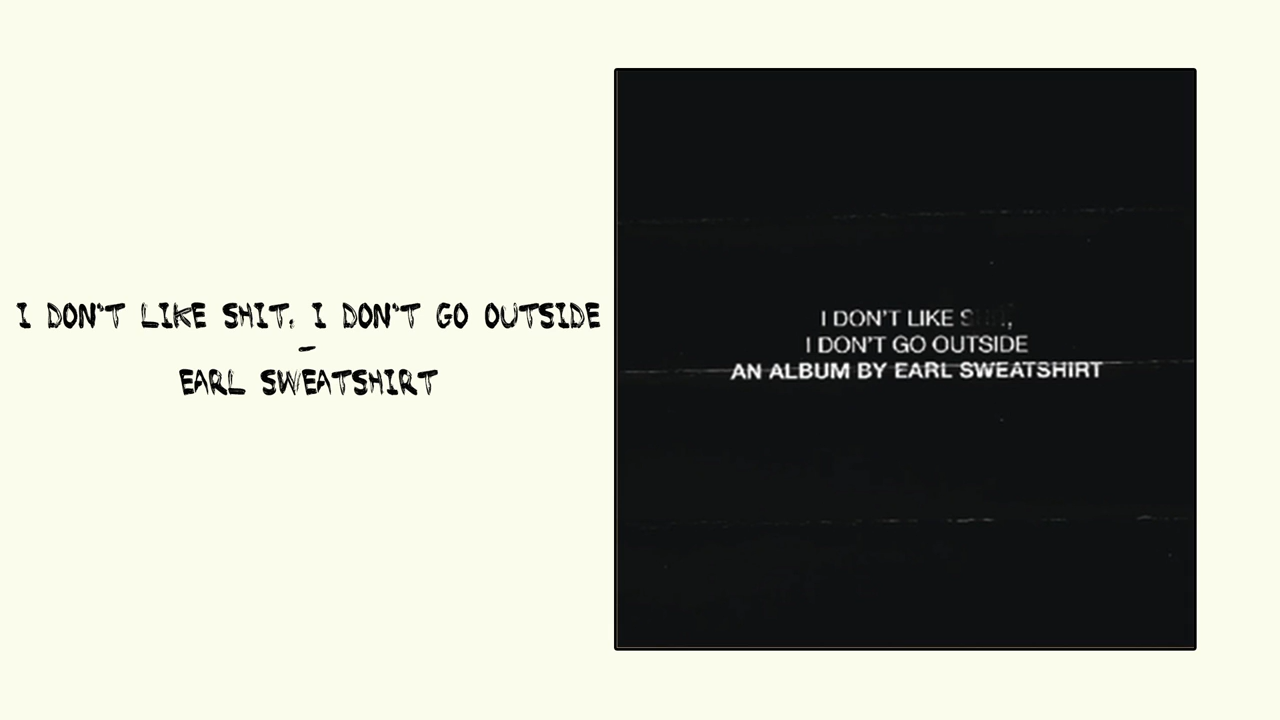 I DON'T LIKE SHIT, I DON'T GO OUTSIDE
-
EARL SWEATSHIRT
I DON'T LIKE S
I DON'T GO OUTSIDE
AN ALBUM BY EARL SWEATSHIRT